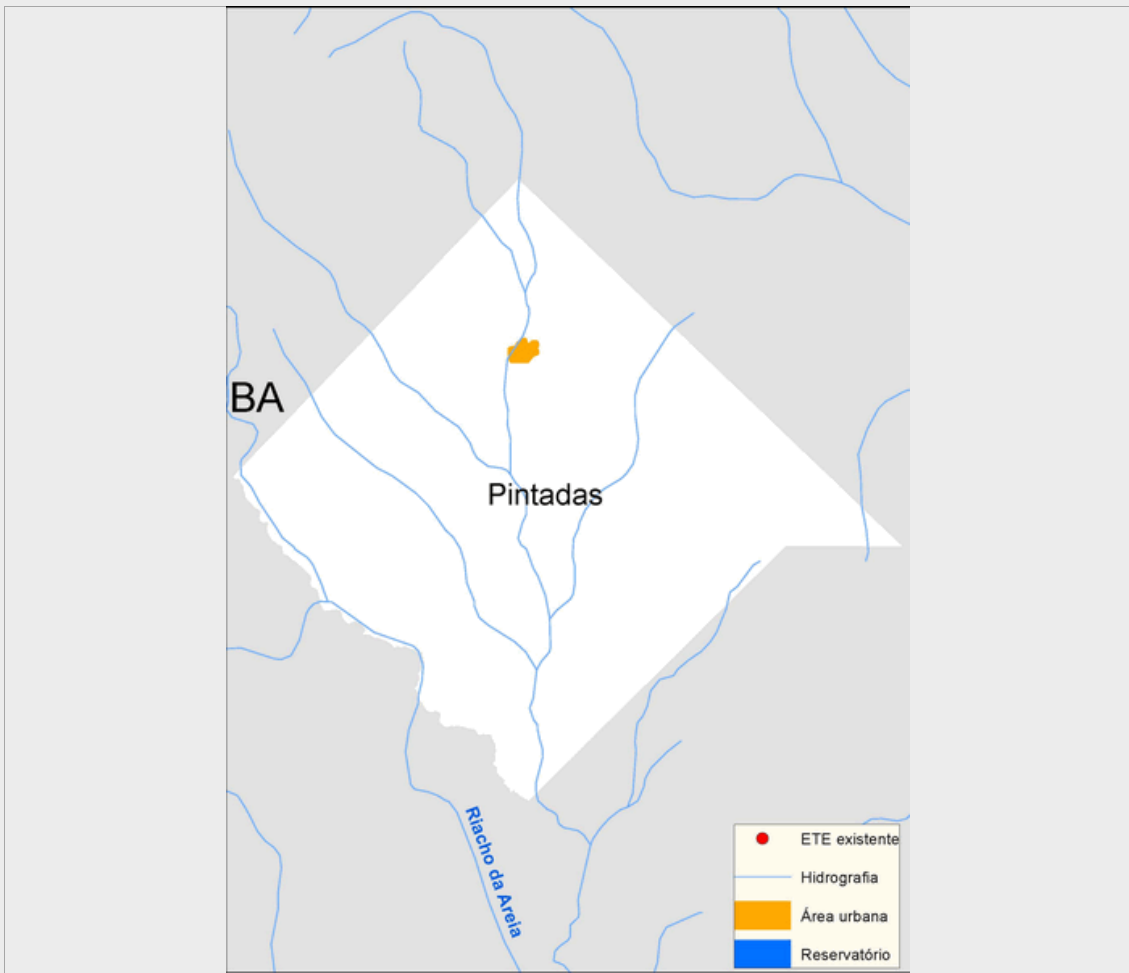 BA
Pintadas
Riacho da Areia
ETE existente
Hidrografia
Área urbana
Reservatório